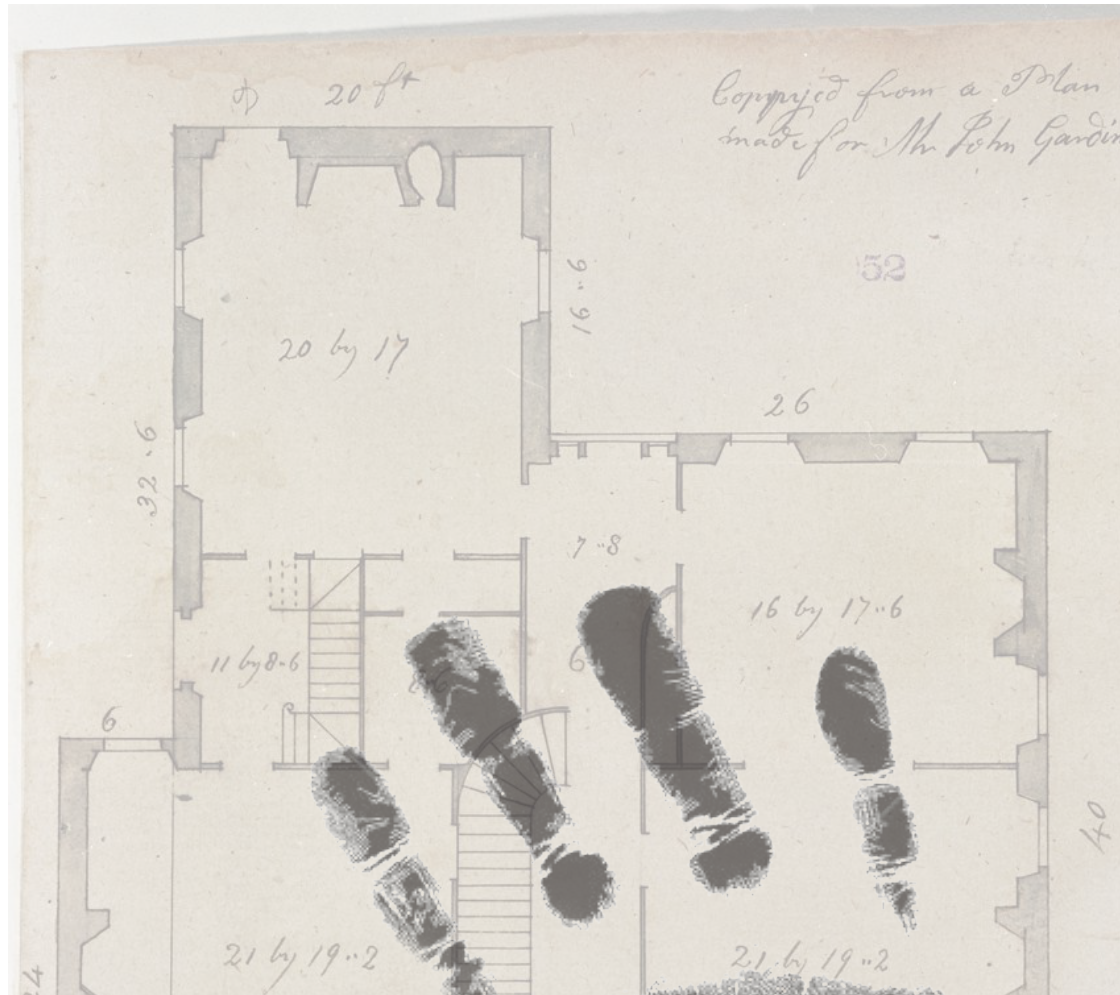 20 ft
Coppyed from a Plan
made for Mr John Gardin
52
16 .. 6
20 by 17
26
32 .. 6
7 .. 8
16 by 17 .. 6
11 by 8 - 6
6
6
40
21 by 19 .. 2
21 by 19 .. 2
24